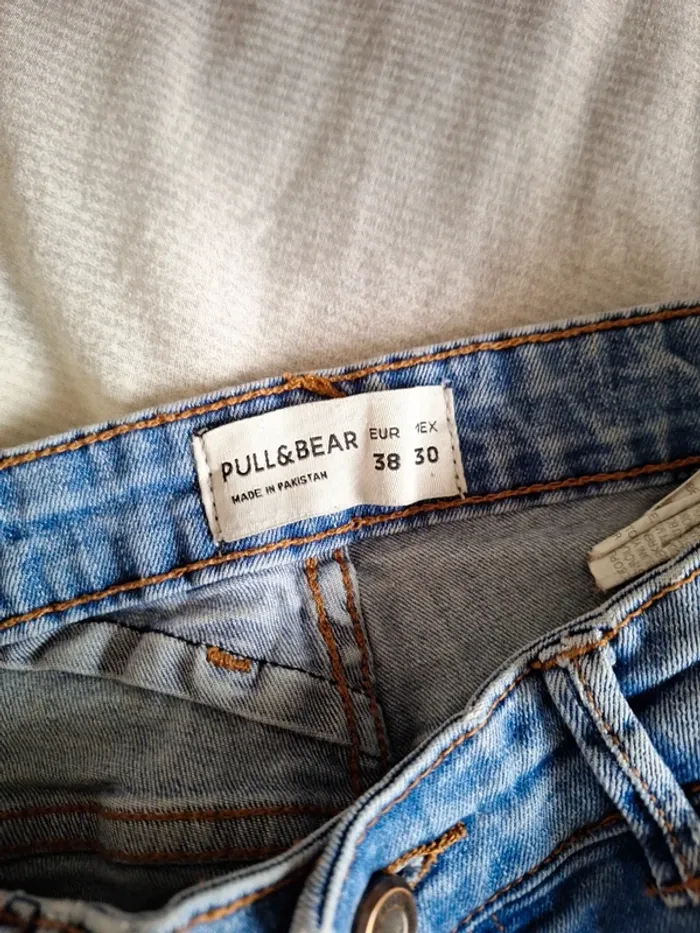 PULL&BEAR EUR MEX
MADE IN PAKISTAN 38 30